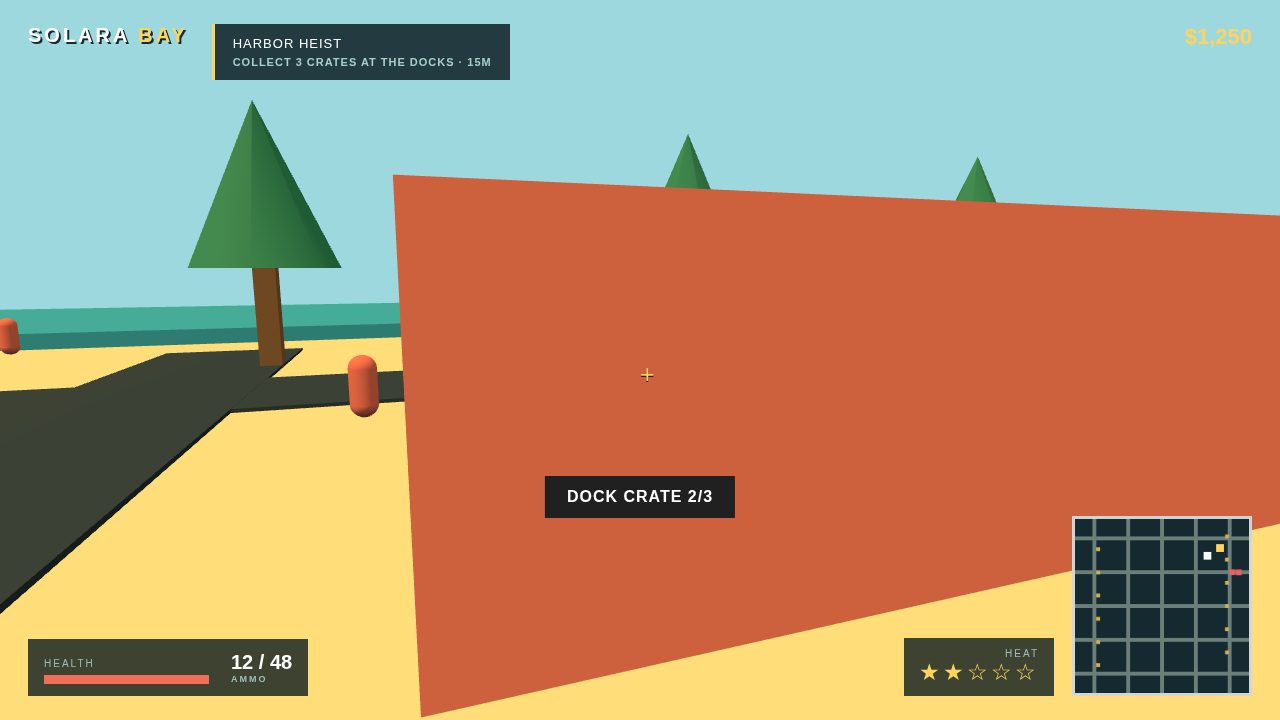 SOLARA BAY
HARBOR HEIST
COLLECT 3 CRATES AT THE DOCKS · 15M
$1,250
DOCK CRATE 2/3
HEALTH
12 / 48
AMMO
HEAT
★★☆☆☆